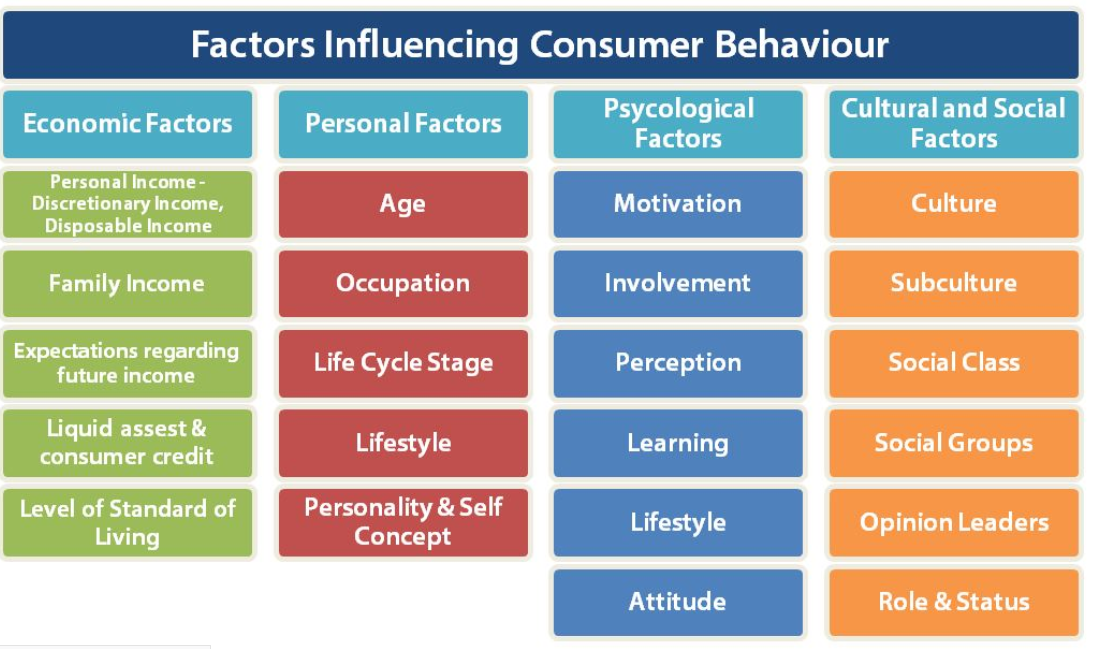 Factors Influencing Consumer Behaviour
Economic Factors
Personal Income -
Discretionary Income,
Disposable Income
Family Income
Expectations regarding
future income
Liquid assest &
consumer credit
Level of Standard of
Living
Personal Factors
Age
Occupation
Life Cycle Stage
Lifestyle
Personality & Self
Concept
Psycological
Factors
Motivation
Involvement
Perception
Learning
Lifestyle
Attitude
Cultural and Social
Factors
Culture
Subculture
Social Class
Social Groups
Opinion Leaders
Role & Status